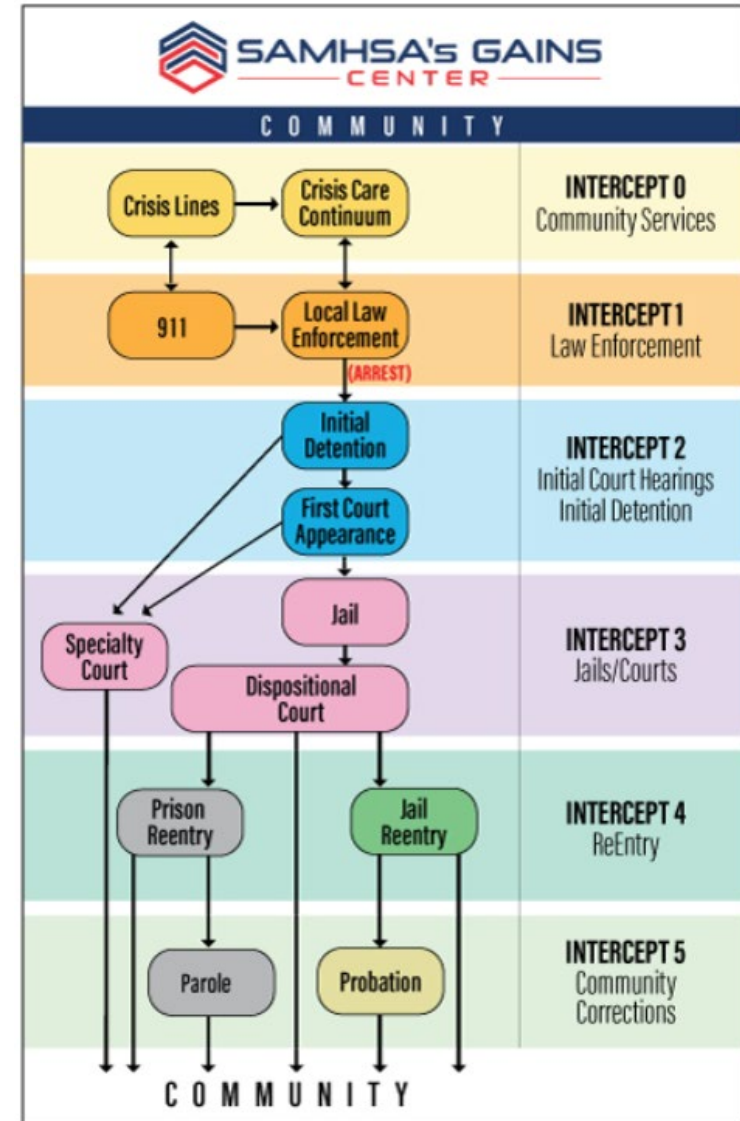 SAMHSA's GAINS
CENTER
COMMUNITY
Crisis Lines
Crisis Care
Continuum
INTERCEPT 0
Community Services
911
Local Law
Enforcement
INTERCEPT 1
Law Enforcement
(ARREST)
Initial
Detention
First Court
Appearance
INTERCEPT 2
Initial Court Hearings
Initial Detention
Jail
Specialty
Court
Dispositional
Court
INTERCEPT 3
Jails/Courts
Prison
Reentry
Jail
Reentry
INTERCEPT 4
ReEntry
Parole
Probation
INTERCEPT 5
Community
Corrections
COMMUNITY